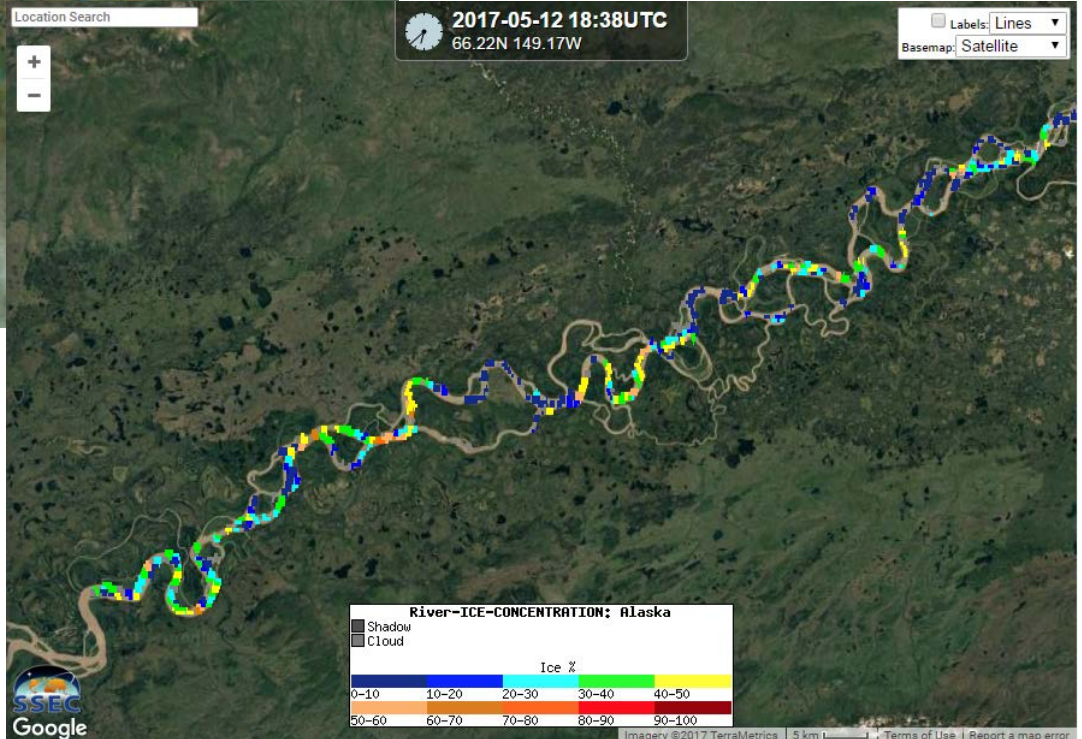 Location Search
2017-05-12 18:38UTC
66.22N 149.17W
Labels: Lines
Basemap: Satellite
+
−
River-ICE-CONCENTRATION: Alaska
Shadow
Cloud
Ice %
0-10 10-20 20-30 30-40 40-50
50-60 60-70 70-80 80-90 90-100
SSEC
Google
Imagery ©2017 TerraMetrics 5 km Terms of Use Report a map error